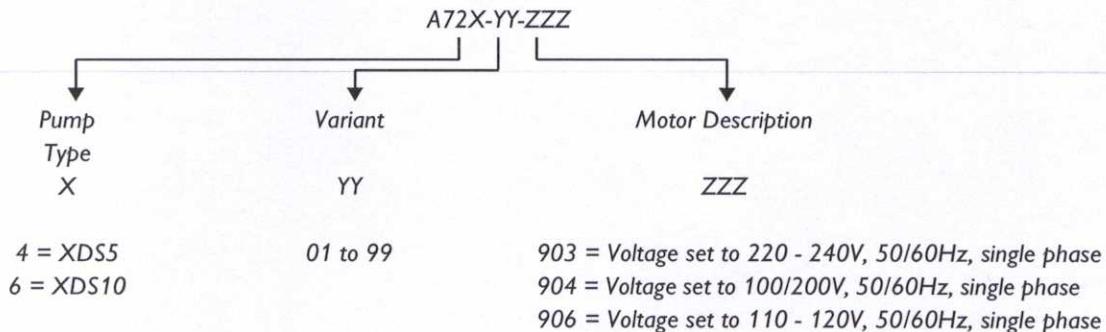 A72X-YY-ZZZ
Pump Type
Variant
Motor Description
X
YY
ZZZ
4 = XDS5
01 to 99
903 = Voltage set to 220 - 240V, 50/60Hz, single phase
6 = XDS10
904 = Voltage set to 100/200V, 50/60Hz, single phase
906 = Voltage set to 110 - 120V, 50/60Hz, single phase